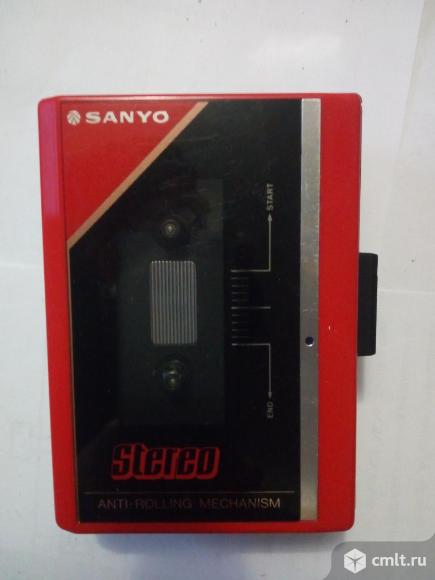 SANYO
START
END
Stereo
ANTI-ROLLING MECHANISM
cmlt.ru